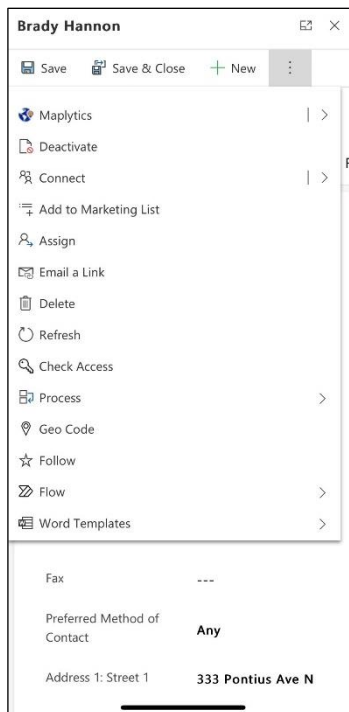 Brady Hannon
Save Save & Close New
Maplytics
Deactivate
Connect
Add to Marketing List
Assign
Email a Link
Delete
Refresh
Check Access
Process
Geo Code
Follow
Flow
Word Templates
Fax ---
Preferred Method of
Contact Any
Address 1: Street 1 333 Pontius Ave N